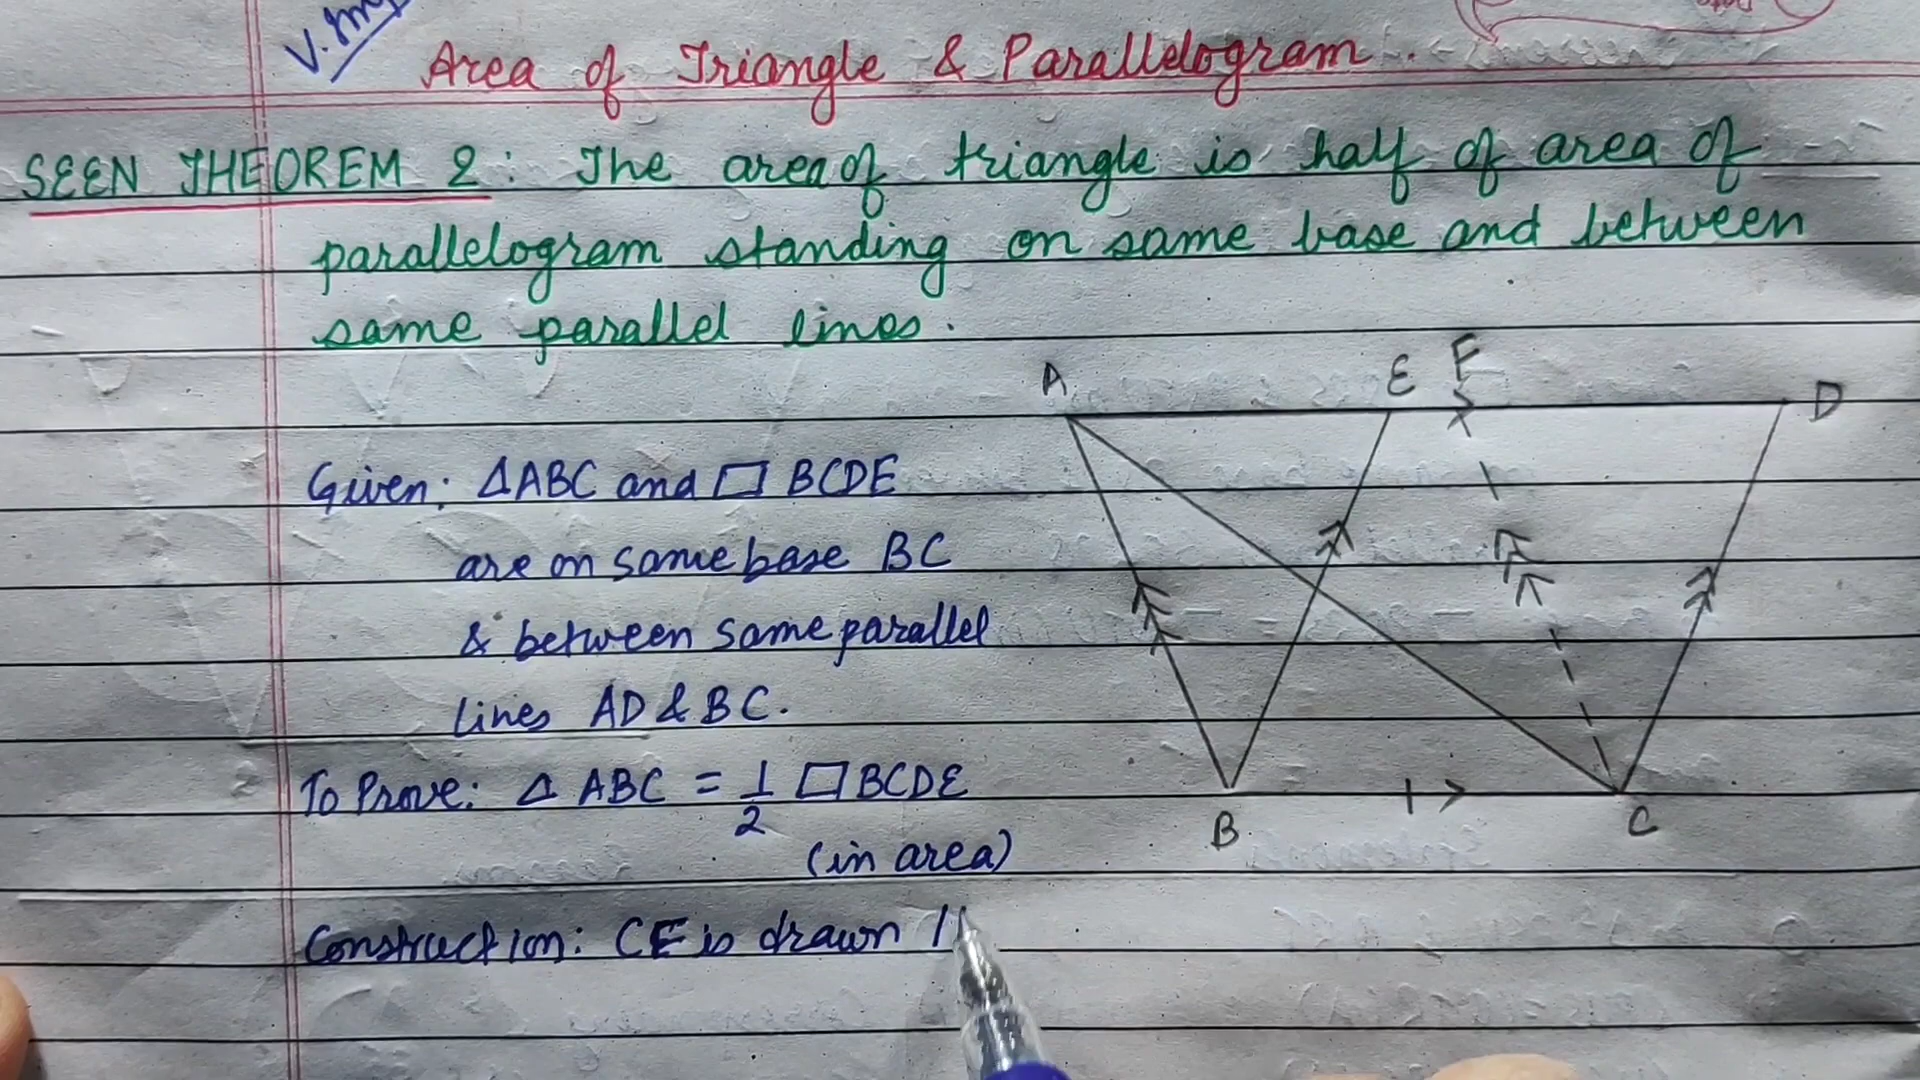 V. Imp
Area of Triangle & Parallelogram.
SEEN THEOREM 2: The area of triangle is half of area of
parallelogram standing on same base and between
same parallel lines.
A E F D
Given: ΔABC and ▱ BCDE
are on same base BC
& between same parallel
lines AD & BC.
To Prove: Δ ABC = 1/2 ▱ BCDE
(in area)
B C
Construction: CF is drawn ||